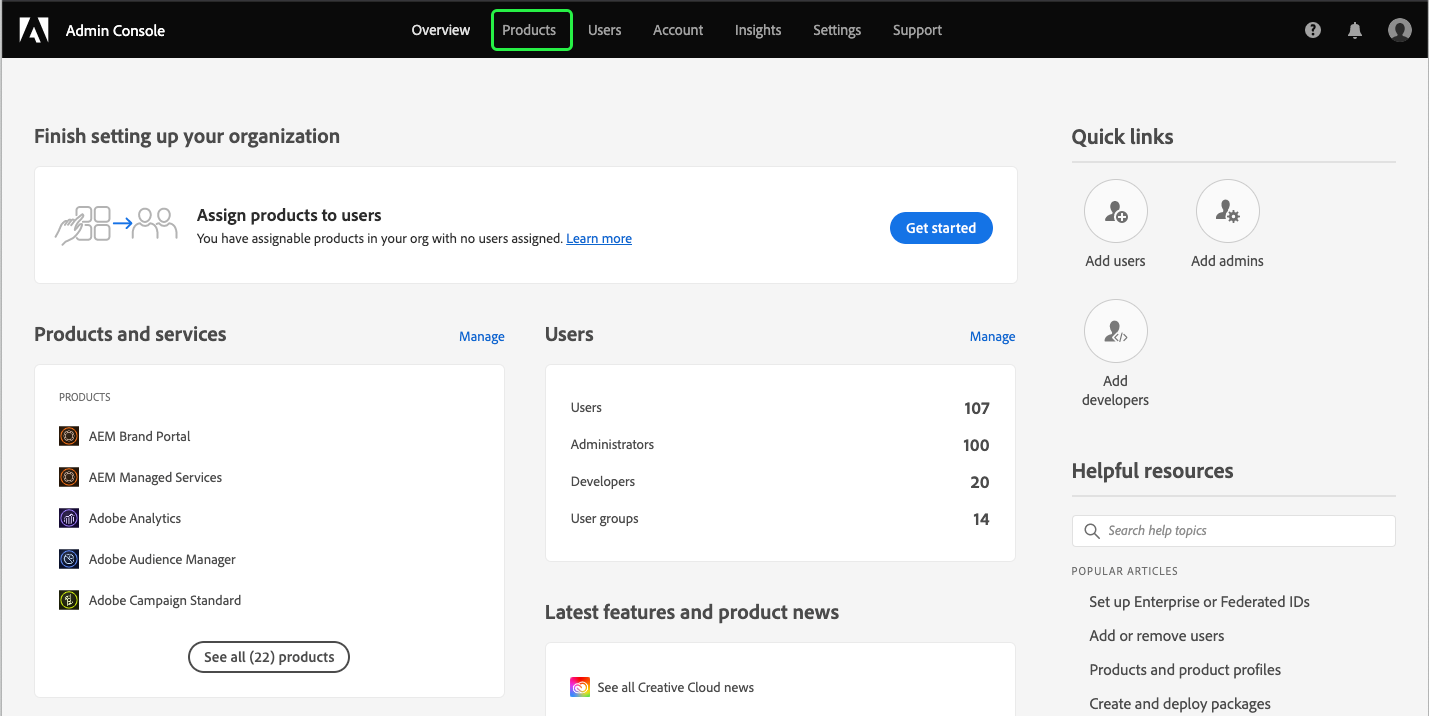 Admin Console
Overview
Products
Users
Account
Insights
Settings
Support
Finish setting up your organization
Assign products to users
You have assignable products in your org with no users assigned. Learn more
Get started
Products and services
Manage
PRODUCTS
AEM Brand Portal
AEM Managed Services
Adobe Analytics
Adobe Audience Manager
Adobe Campaign Standard
See all (22) products
Users
Manage
Users 107
Administrators 100
Developers 20
User groups 14
Latest features and product news
See all Creative Cloud news
Quick links
Add users
Add admins
Add
developers
Helpful resources
Search help topics
POPULAR ARTICLES
Set up Enterprise or Federated IDs
Add or remove users
Products and product profiles
Create and deploy packages